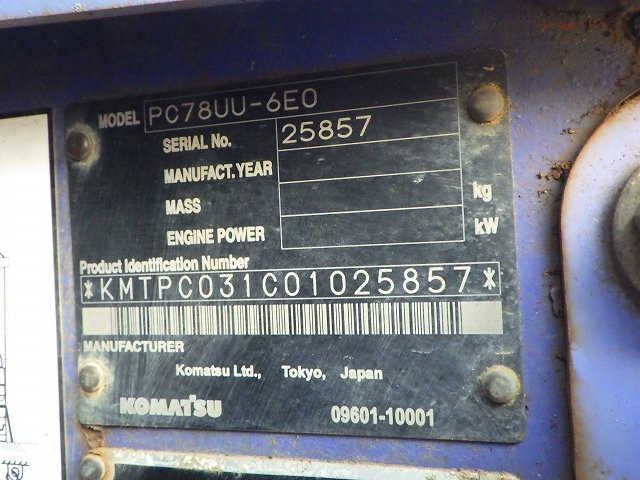 MODEL PC78UU-6E0
SERIAL No. 25857
MANUFACT. YEAR
MASS kg
ENGINE POWER kW
Product Identification Number
*KMTPC031C01025857*
MANUFACTURER
Komatsu Ltd., Tokyo, Japan
KOMATSU 09601-10001